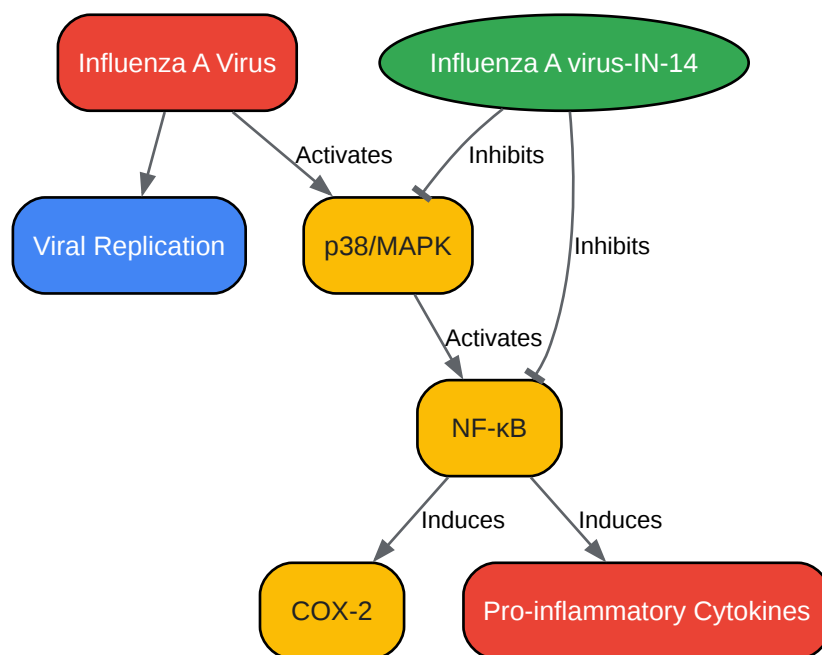 Influenza A Virus
Influenza A virus-IN-14
Activates
Inhibits
Viral Replication
p38/MAPK
Inhibits
Activates
NF-κB
Induces
Induces
COX-2
Pro-inflammatory Cytokines